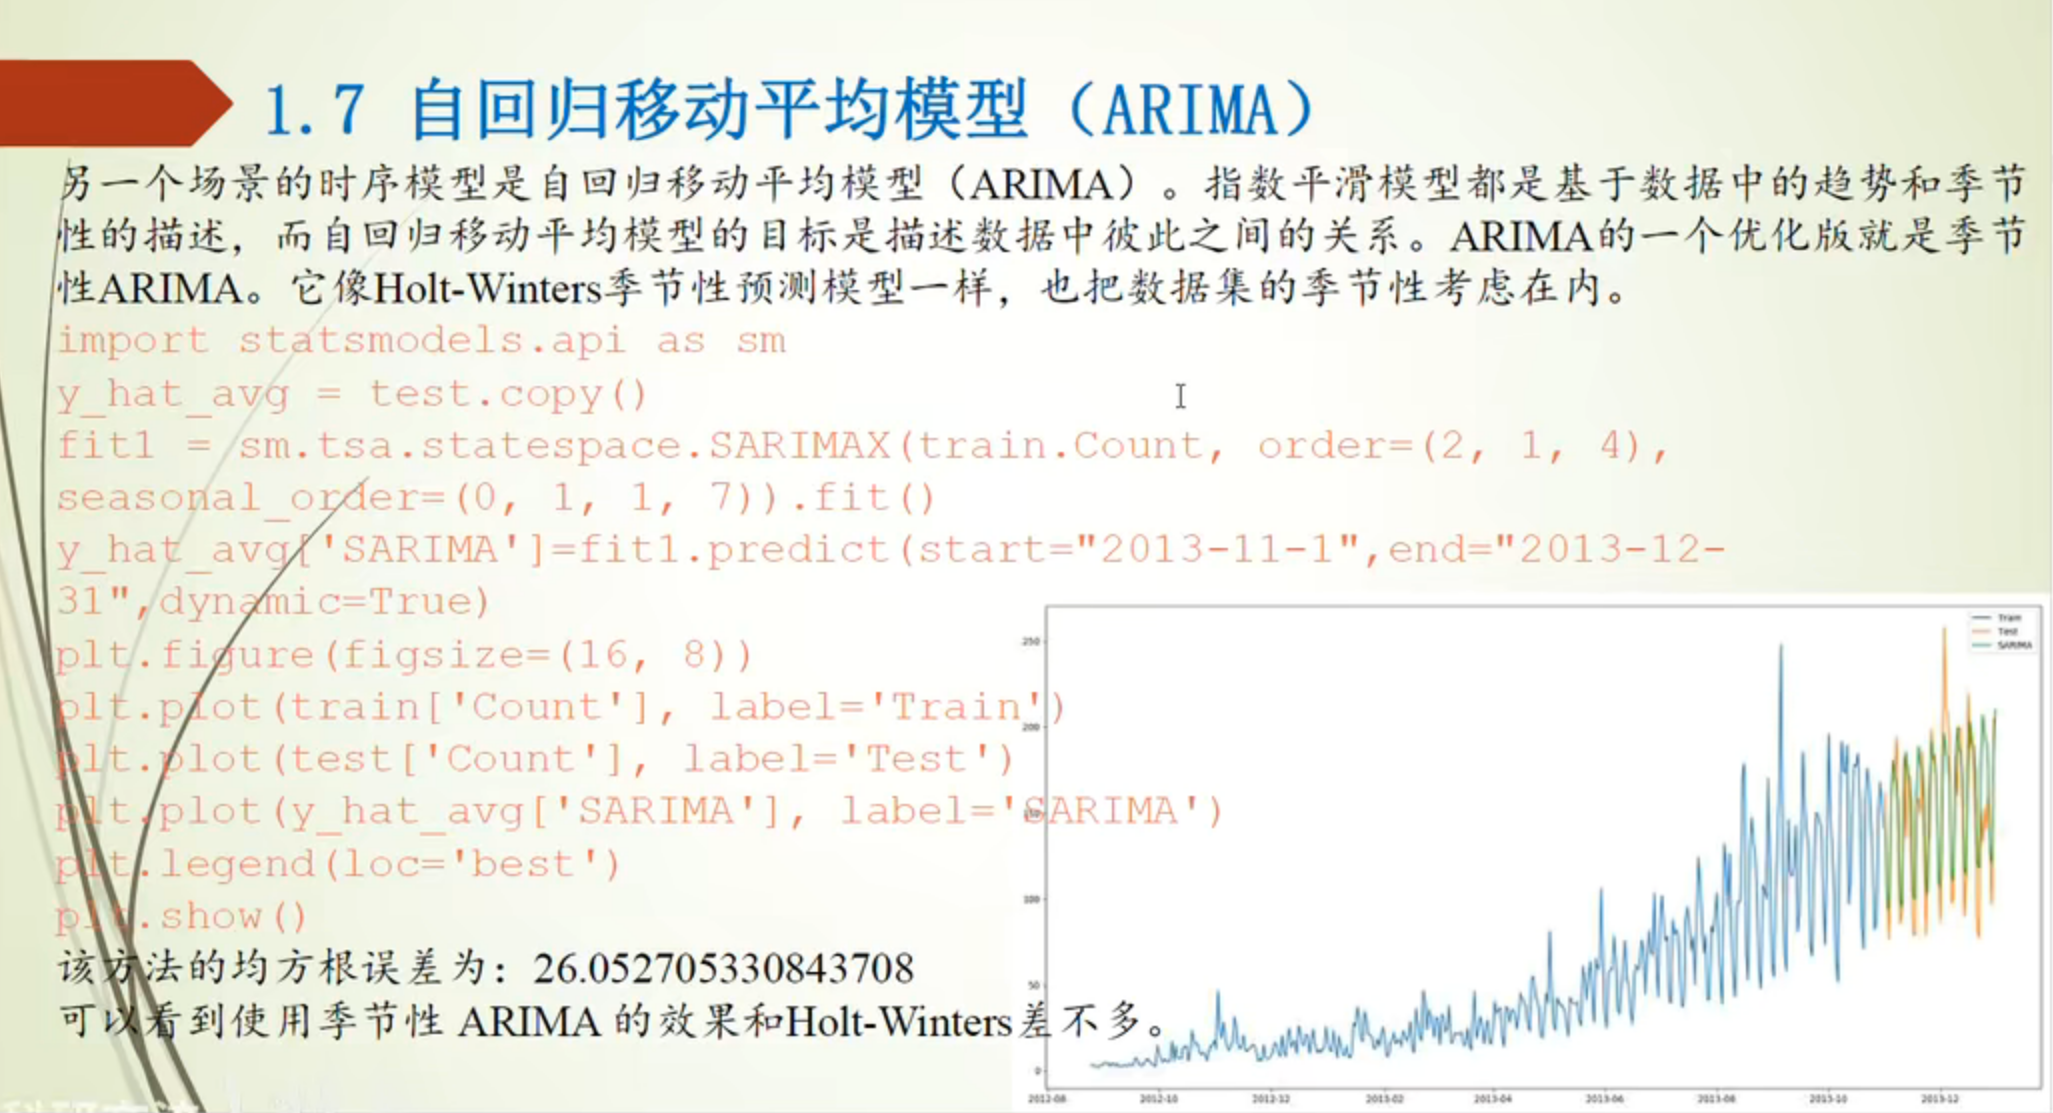 1.7 自回归移动平均模型（ARIMA）
另一个场景的时序模型是自回归移动平均模型（ARIMA）。指数平滑模型都是基于数据中的趋势和季节
性的描述，而自回归移动平均模型的目标是描述数据中彼此之间的关系。ARIMA的一个优化版就是季节
性ARIMA。它像Holt-Winters季节性预测模型一样，也把数据集的季节性考虑在内。
import statsmodels.api as sm
y_hat_avg = test.copy()
fit1 = sm.tsa.statespace.SARIMAX(train.Count, order=(2, 1, 4),
seasonal_order=(0, 1, 1, 7)).fit()
y_hat_avg['SARIMA']=fit1.predict(start="2013-11-1",end="2013-12-
31",dynamic=True)
plt.figure(figsize=(16, 8))
plt.plot(train['Count'], label='Train')
plt.plot(test['Count'], label='Test')
plt.plot(y_hat_avg['SARIMA'], label='SARIMA')
plt.legend(loc='best')
plt.show()
该方法的均方根误差为：26.052705330843708
可以看到使用季节性 ARIMA 的效果和Holt-Winters差不多。
Train
Test
SARIMA
250
200
150
100
50
0
2012-08 2012-10 2012-12 2013-02 2013-04 2013-06 2013-08 2013-10 2013-12